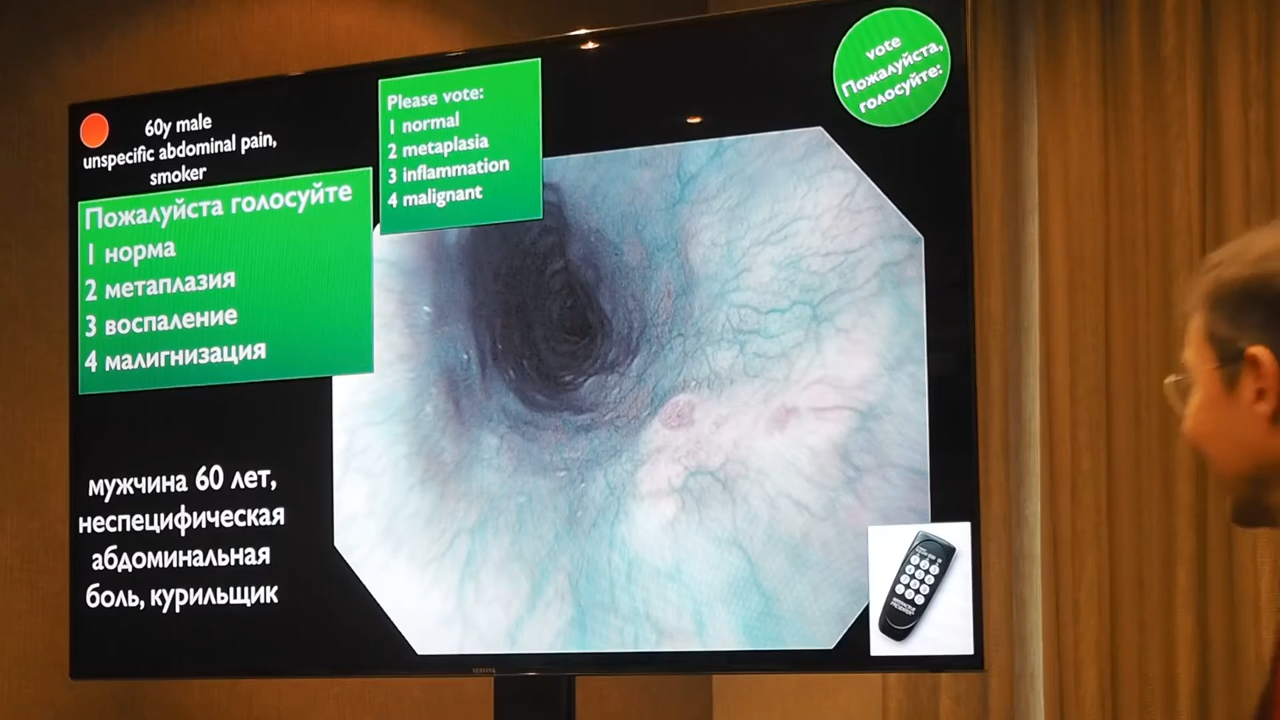 60y male
unspecific abdominal pain,
smoker
Please vote:
1 normal
2 metaplasia
3 inflammation
4 malignant
vote
Пожалуйста,
голосуйте:
Пожалуйста голосуйте
1 норма
2 метаплазия
3 воспаление
4 малигнизация
мужчина 60 лет,
неспецифическая
абдоминальная
боль, курильщик